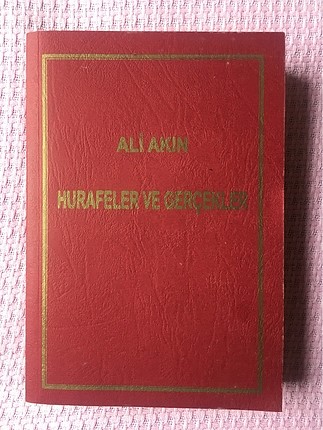 ALİ AKIN
HURAFELER VE GERÇEKLER